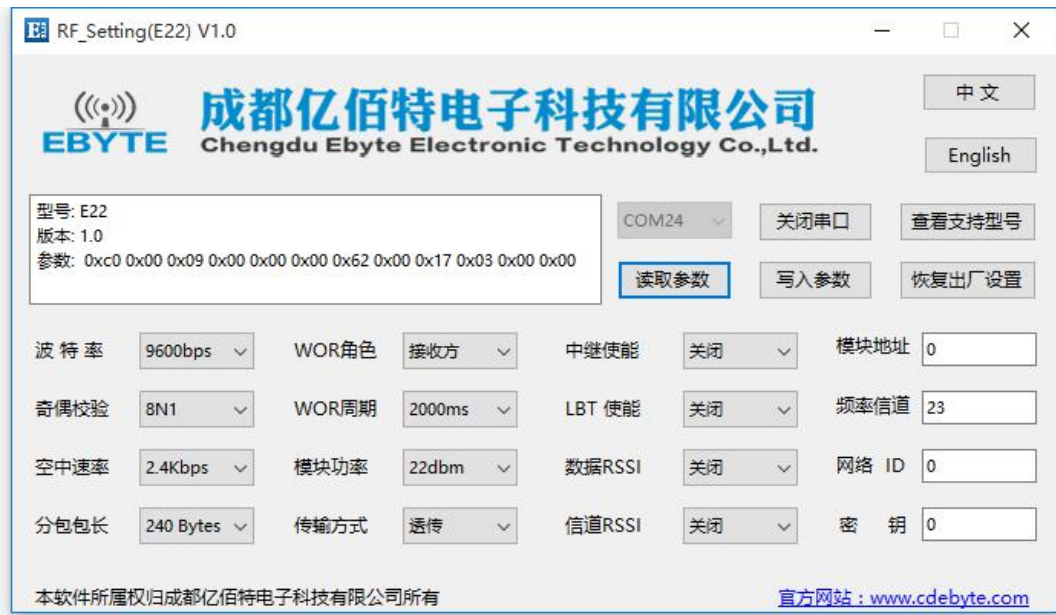 RF_Setting(E22) V1.0
中 文
EBYTE
成都亿佰特电子科技有限公司
Chengdu Ebyte Electronic Technology Co.,Ltd.
English
型号: E22
版本: 1.0
参数: 0xc0 0x00 0x09 0x00 0x00 0x00 0x62 0x00 0x17 0x03 0x00 0x00
COM24 关闭串口 查看支持型号
读取参数 写入参数 恢复出厂设置
波 特 率 9600bps WOR角色 接收方 中继使能 关闭 模块地址 0
奇偶校验 8N1 WOR周期 2000ms LBT 使能 关闭 频率信道 23
空中速率 2.4Kbps 模块功率 22dbm 数据RSSI 关闭 网络 ID 0
分包包长 240 Bytes 传输方式 透传 信道RSSI 关闭 密 钥 0
本软件所属权归成都亿佰特电子科技有限公司所有 官方网站：www.cdebyte.com